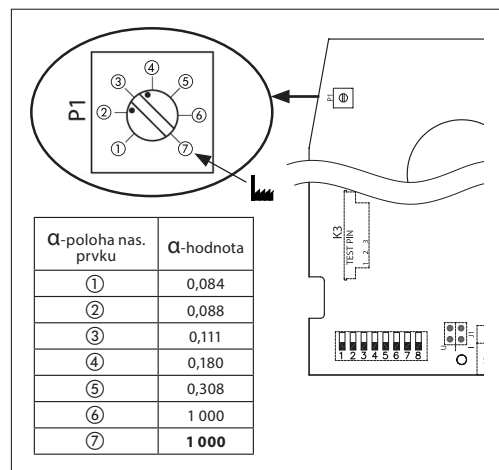 P1
①
②
③
④
⑤
⑥
⑦
P1
K3
TEST PIN
1 2 3
1 2 3 4 5 6 7 8
U
J1
α-poloha nas. prvku α-hodnota
① 0,084
② 0,088
③ 0,111
④ 0,180
⑤ 0,308
⑥ 1 000
⑦ 1 000